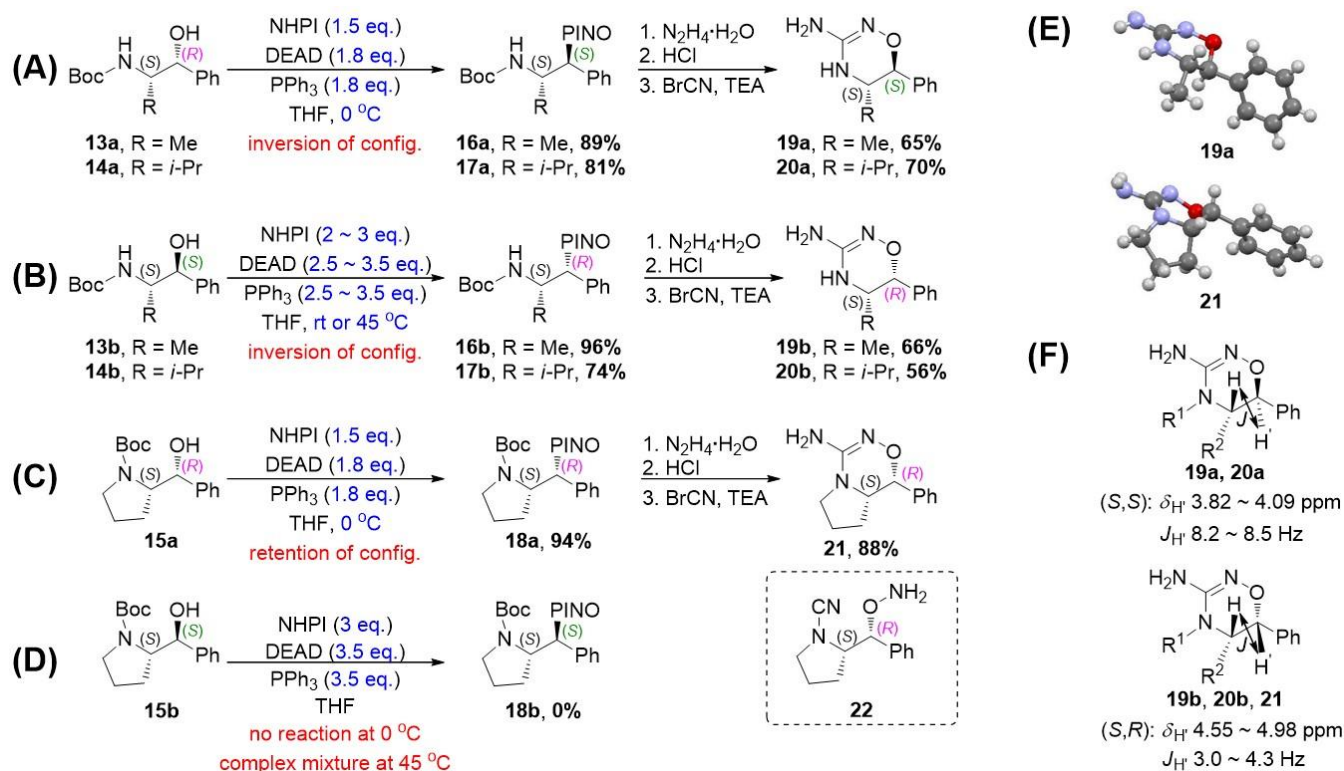 (A)
OH
H
N
(S)
(R)
Boc
Ph
R
13a, R = Me
14a, R = i-Pr
NHPI (1.5 eq.)
DEAD (1.8 eq.)
PPh3 (1.8 eq.)
THF, 0 °C
inversion of config.
PINO
H
N
(S)
(S)
Boc
Ph
R
16a, R = Me, 89%
17a, R = i-Pr, 81%
1. N2H4·H2O
2. HCl
3. BrCN, TEA
H2N
N
O
HN
(S)
(S)
Ph
R
19a, R = Me, 65%
20a, R = i-Pr, 70%
(B)
OH
H
N
(S)
(S)
Boc
Ph
R
13b, R = Me
14b, R = i-Pr
NHPI (2 ~ 3 eq.)
DEAD (2.5 ~ 3.5 eq.)
PPh3 (2.5 ~ 3.5 eq.)
THF, rt or 45 °C
inversion of config.
PINO
H
N
(S)
(R)
Boc
Ph
R
16b, R = Me, 96%
17b, R = i-Pr, 74%
1. N2H4·H2O
2. HCl
3. BrCN, TEA
H2N
N
O
HN
(S)
(R)
Ph
R
19b, R = Me, 66%
20b, R = i-Pr, 56%
(C)
Boc
OH
N
(S)
(R)
Ph
15a
NHPI (1.5 eq.)
DEAD (1.8 eq.)
PPh3 (1.8 eq.)
THF, 0 °C
retention of config.
Boc
PINO
N
(S)
(R)
Ph
18a, 94%
1. N2H4·H2O
2. HCl
3. BrCN, TEA
H2N
N
O
N
(S)
(R)
Ph
21, 88%
(D)
Boc
OH
N
(S)
(S)
Ph
15b
NHPI (3 eq.)
DEAD (3.5 eq.)
PPh3 (3.5 eq.)
THF
no reaction at 0 °C
complex mixture at 45 °C
Boc
PINO
N
(S)
(S)
Ph
18b, 0%
CN
NH2
O
N
(S)
(R)
Ph
22
(E)
19a
21
(F)
H2N
N
O
H
N
R1
Ph
J
H'
R2
19a, 20a
(S,S): δH' 3.82 ~ 4.09 ppm
JH' 8.2 ~ 8.5 Hz
H2N
N
O
H
N
R1
Ph
J
H'
R2
19b, 20b, 21
(S,R): δH' 4.55 ~ 4.98 ppm
JH' 3.0 ~ 4.3 Hz